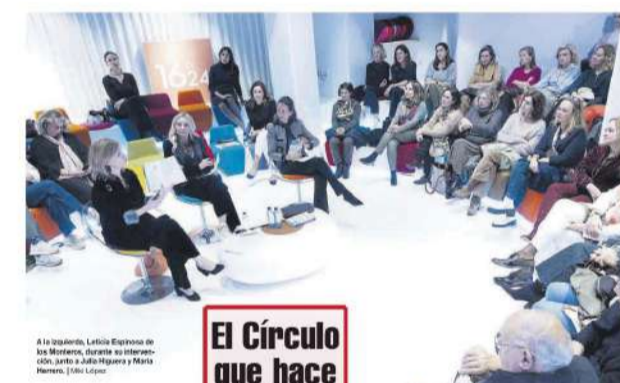 1624
A la izquierda, Leticia Espinosa de
los Monteros, durante su interven-
ción, junto a Julia Higuera y María
Herrero. | Miki López
El Círculo
que hace